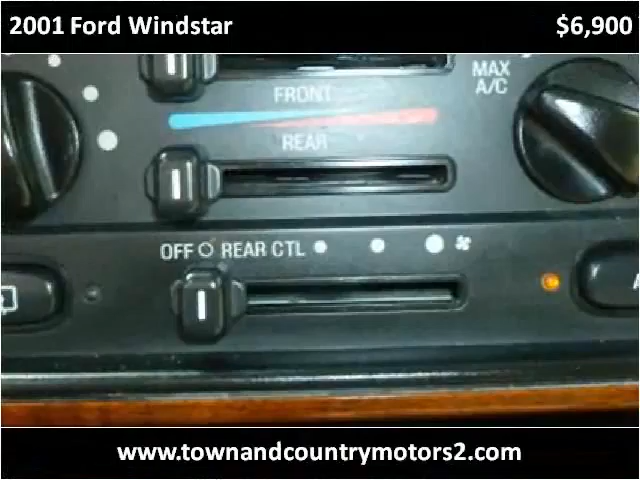 2001 Ford Windstar $6,900
MAX
A/C
FRONT
REAR
OFF REAR CTL
A
www.townandcountrymotors2.com